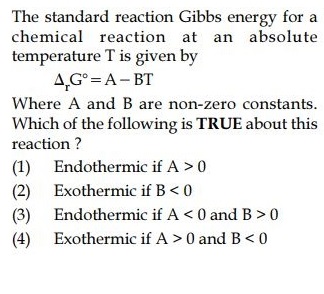 The standard reaction Gibbs energy for a
chemical reaction at an absolute
temperature T is given by
ΔᵣG° = A – BT
Where A and B are non-zero constants.
Which of the following is TRUE about this
reaction ?
(1) Endothermic if A > 0
(2) Exothermic if B < 0
(3) Endothermic if A < 0 and B > 0
(4) Exothermic if A > 0 and B < 0